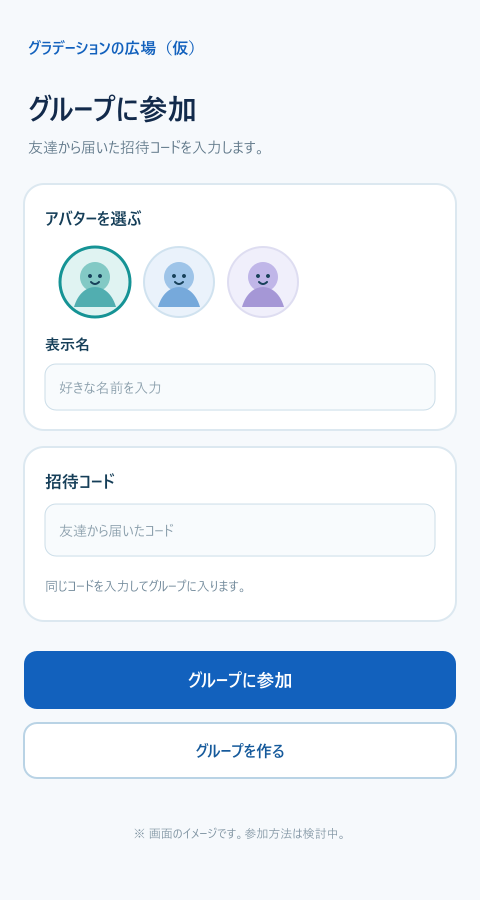 グラデーションの広場（仮）
グループに参加
友達から届いた招待コードを入力します。
アバターを選ぶ
表示名
好きな名前を入力
招待コード
友達から届いたコード
同じコードを入力してグループに入ります。
グループに参加
グループを作る
※ 画面のイメージです。参加方法は検討中。